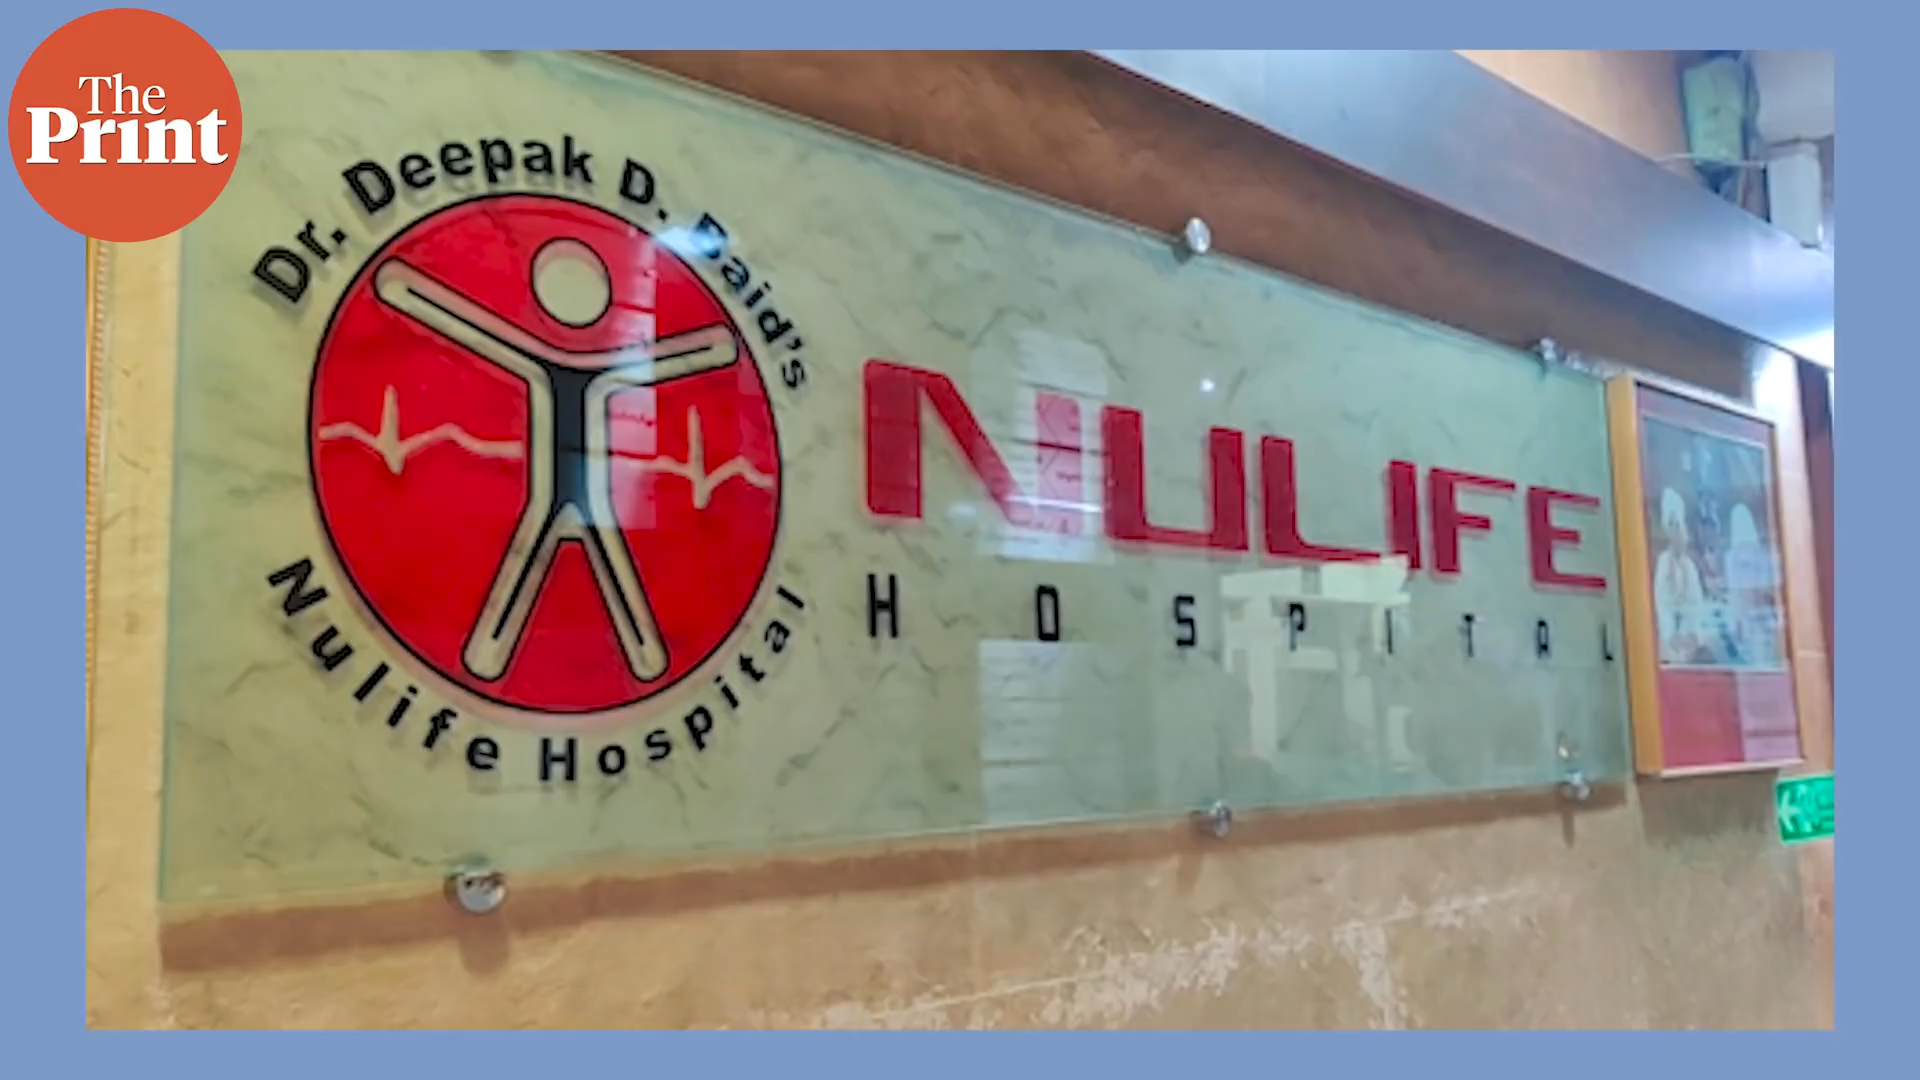 The
Print
Dr. Deepak D. Baid's
NULIFE
HOSPITAL
Nulife Hospital